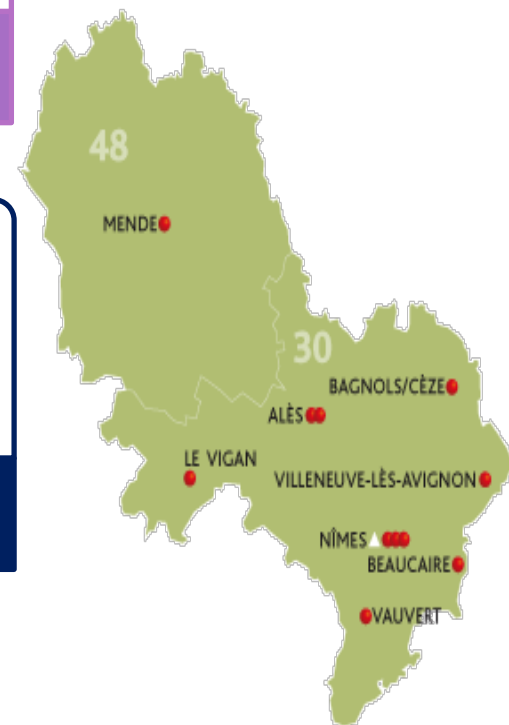 48
MENDE
30
BAGNOLS/CÈZE
ALÈS
LE VIGAN
VILLENEUVE-LÈS-AVIGNON
NÎMES
BEAUCAIRE
VAUVERT